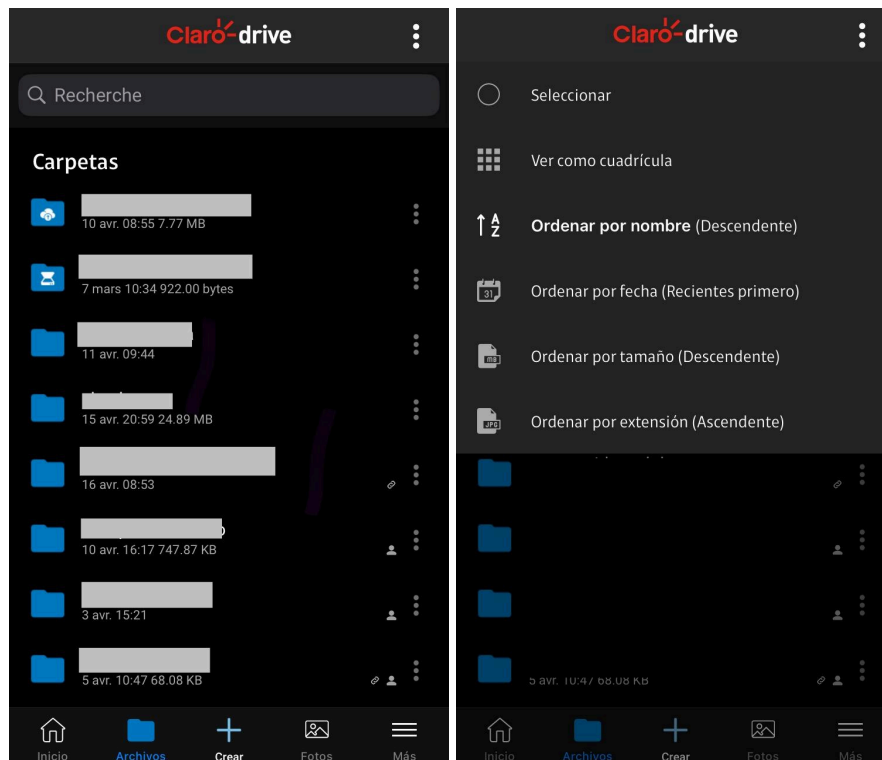 Claro-drive
Recherche
Carpetas
10 avr. 08:55 7.77 MB
7 mars 10:34 922.00 bytes
11 avr. 09:44
15 avr. 20:59 24.89 MB
16 avr. 08:53
10 avr. 16:17 747.87 KB
3 avr. 15:21
5 avr. 10:47 68.08 KB
Inicio
Archivos
Crear
Fotos
Más
Claro-drive
Seleccionar
Ver como cuadrícula
A
Z
Ordenar por nombre (Descendente)
31
Ordenar por fecha (Recientes primero)
MB
Ordenar por tamaño (Descendente)
JPG
Ordenar por extensión (Ascendente)
5 avr. 10:47 68.08 KB
Inicio
Archivos
Crear
Fotos
Más